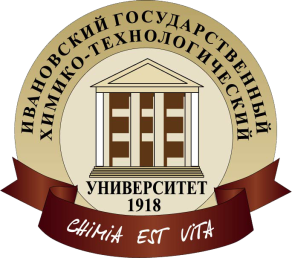 ИВАНОВСКИЙ ГОСУДАРСТВЕННЫЙ
ХИМИКО-ТЕХНОЛОГИЧЕСКИЙ
УНИВЕРСИТЕТ
1918
CHiMiA EST ViTA